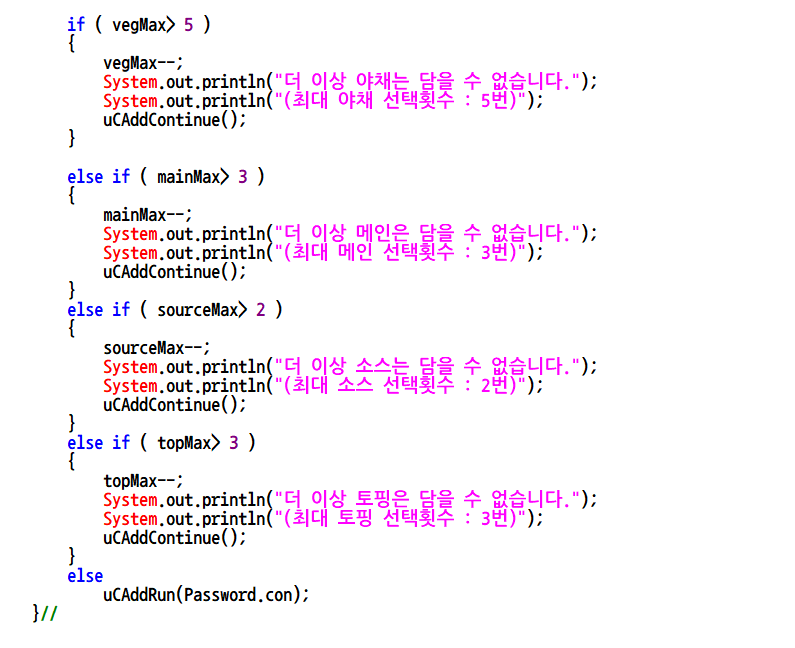 if ( vegMax> 5 )
{
vegMax--;
System.out.println("더 이상 야채는 담을 수 없습니다.");
System.out.println("(최대 야채 선택횟수 : 5번)");
uCAddContinue();
}
else if ( mainMax> 3 )
{
mainMax--;
System.out.println("더 이상 메인은 담을 수 없습니다.");
System.out.println("(최대 메인 선택횟수 : 3번)");
uCAddContinue();
}
else if ( sourceMax> 2 )
{
sourceMax--;
System.out.println("더 이상 소스는 담을 수 없습니다.");
System.out.println("(최대 소스 선택횟수 : 2번)");
uCAddContinue();
}
else if ( topMax> 3 )
{
topMax--;
System.out.println("더 이상 토핑은 담을 수 없습니다.");
System.out.println("(최대 토핑 선택횟수 : 3번)");
uCAddContinue();
}
else
uCAddRun(Password.con);
}//